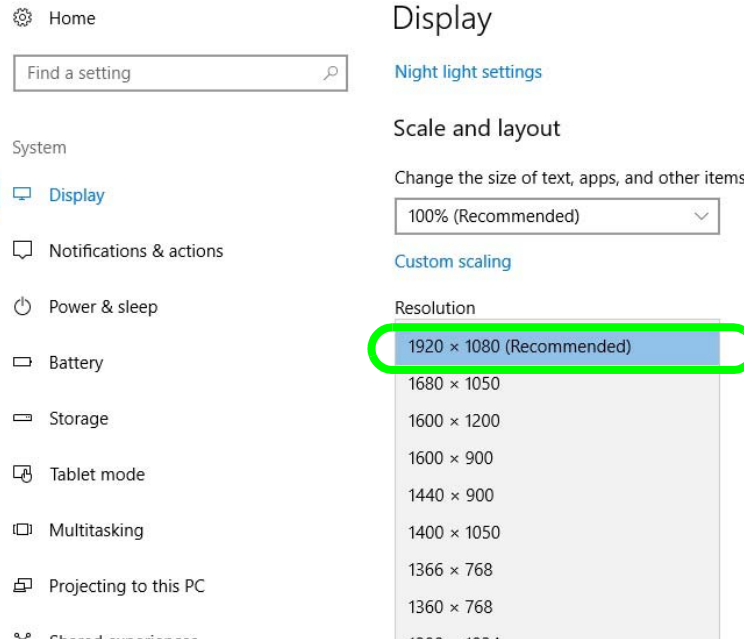 Home
Find a setting
System
Display
Notifications & actions
Power & sleep
Battery
Storage
Tablet mode
Multitasking
Projecting to this PC
Shared experiences
Display
Night light settings
Scale and layout
Change the size of text, apps, and other items
100% (Recommended)
Custom scaling
Resolution
1920 × 1080 (Recommended)
1680 × 1050
1600 × 1200
1600 × 900
1440 × 900
1400 × 1050
1366 × 768
1360 × 768